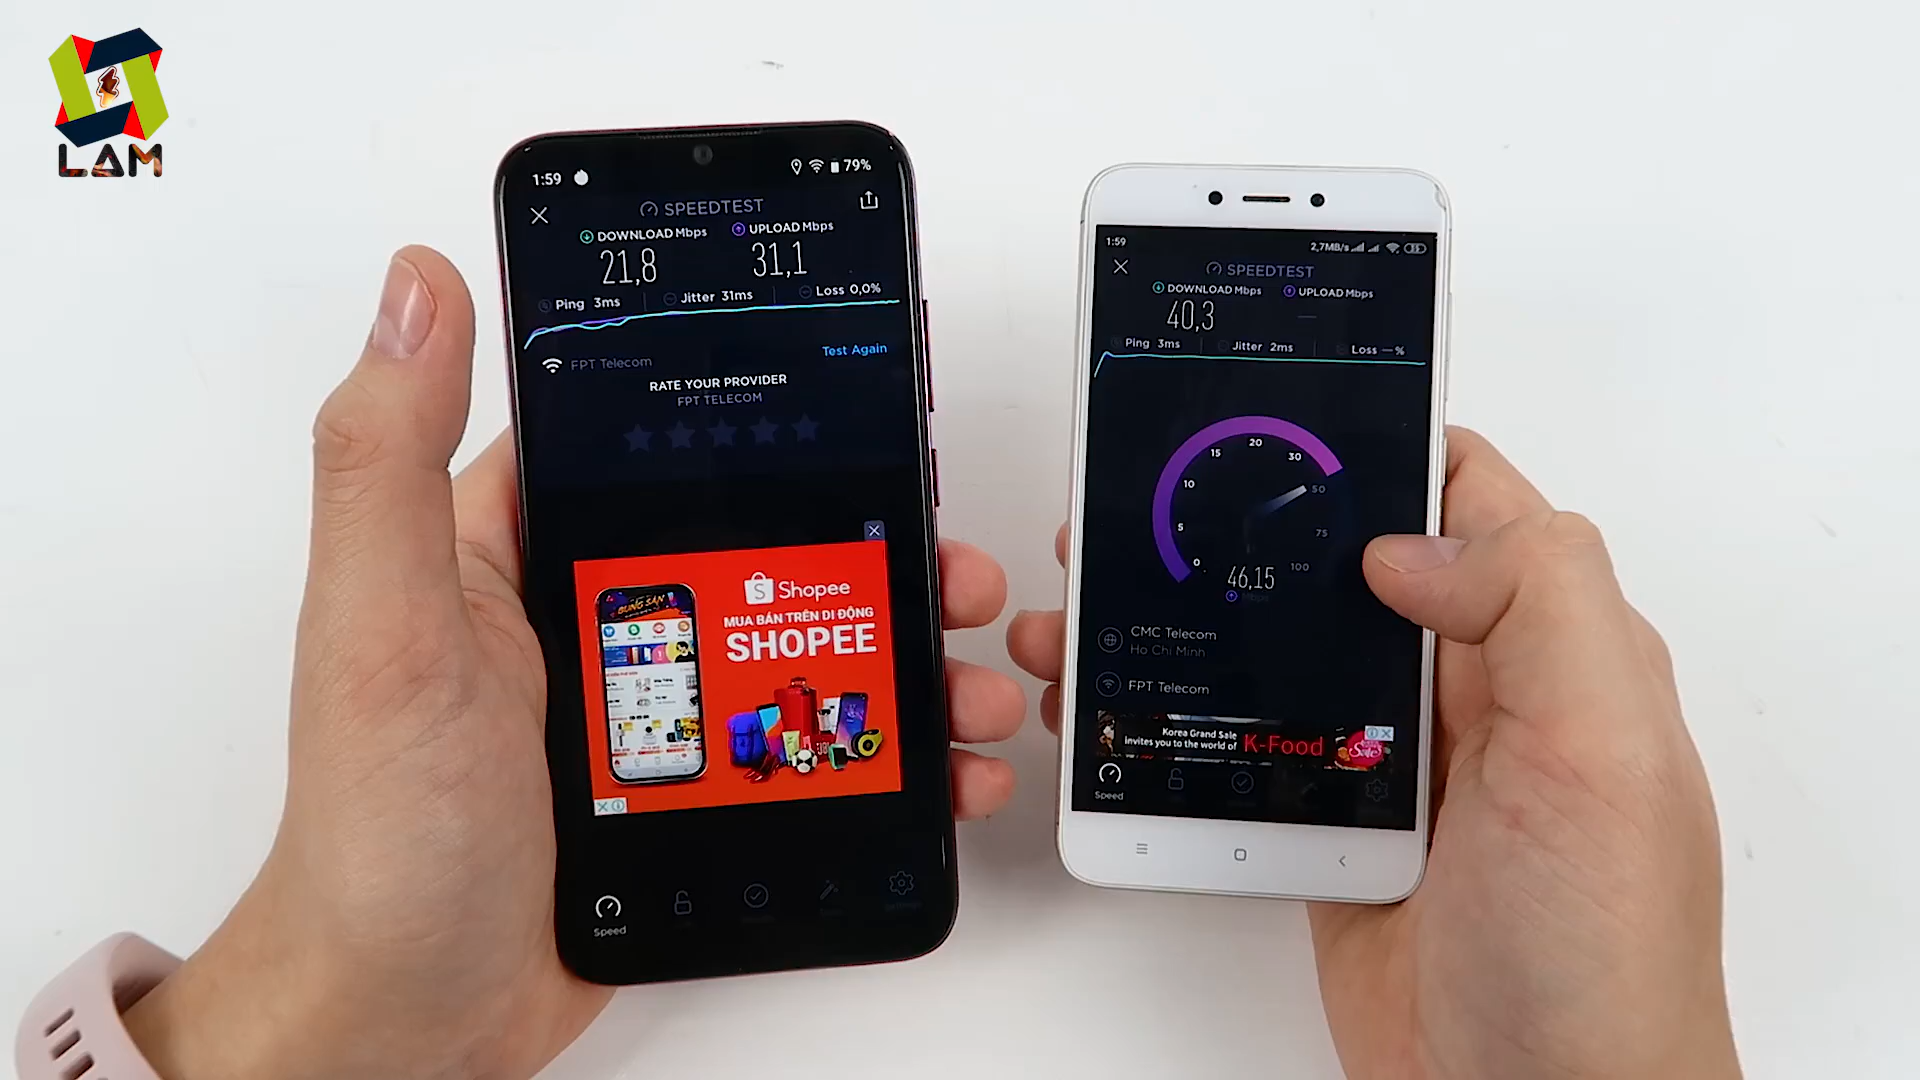 LAM
1:59
79%
SPEEDTEST
DOWNLOAD Mbps
UPLOAD Mbps
21,8
31,1
Ping 3ms
Jitter 31ms
Loss 0,0%
FPT Telecom
Test Again
RATE YOUR PROVIDER
FPT TELECOM
Shopee
MUA BÁN TRÊN DI ĐỘNG
SHOPEE
Speed
1:59
2,7MB/s
SPEEDTEST
DOWNLOAD Mbps
UPLOAD Mbps
40,3
Ping 3ms
Jitter 2ms
Loss —%
20
15
30
10
50
5
75
0
100
46,15
Mbps
CMC Telecom
Ho Chi Minh
FPT Telecom
Korea Grand Sale
invites you to the world of
K-Food
Speed